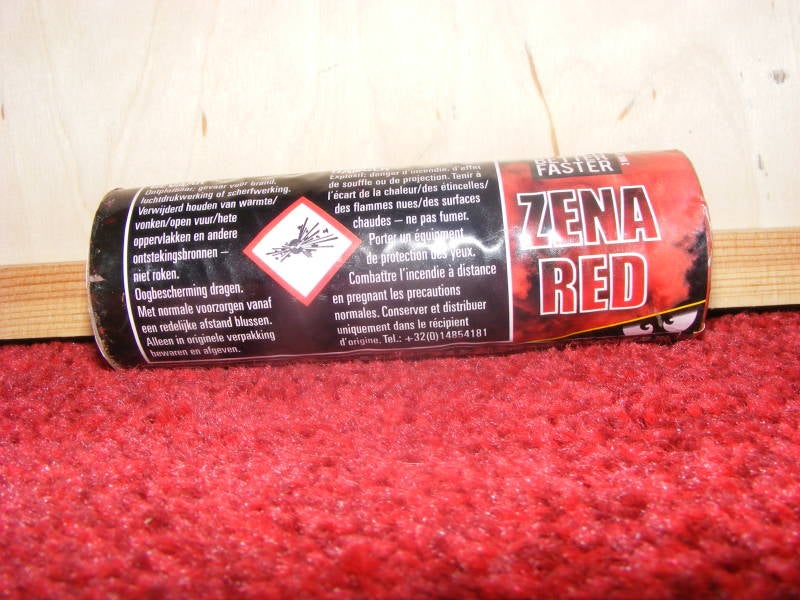 Ontplofbaar, gevaar voor brand,
luchtdrukwerking of scherfwerking.
Verwijderd houden van warmte/
vonken/open vuur/hete
oppervlakken en andere
ontstekingsbronnen –
niet roken.
Oogbescherming dragen.
Met normale voorzorgen vanaf
een redelijke afstand blussen.
Alleen in originele verpakking
bewaren en afgeven.
Explosif; danger d'incendie, d'effet
de souffle ou de projection. Tenir à
l'écart de la chaleur/des étincelles/
des flammes nues/des surfaces
chaudes – ne pas fumer.
Porter un équipment
de protection des yeux.
Combattre l'incendie à distance
en pregnant les precautions
normales. Conserver et distribuer
uniquement dans le récipient
d'origine. Tel.: +32(0)14854181
BETTER
FASTER
ZENA
RED